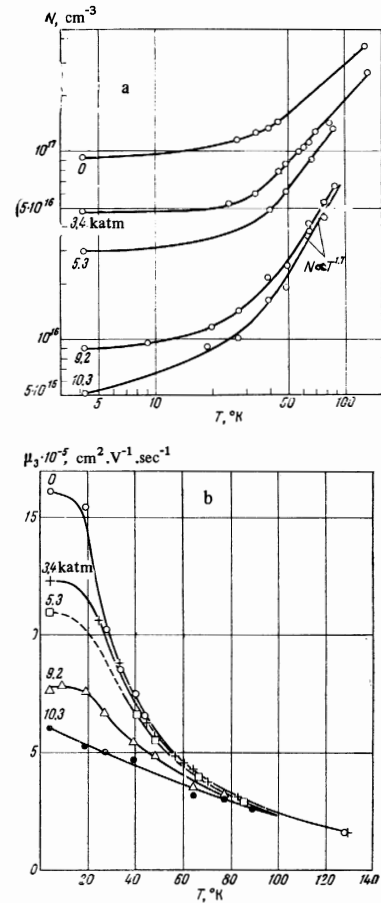 N, cm⁻³
a
10¹⁷
0
(5·10¹⁶
3,4 katm
5.3
N∝T¹·⁷
10¹⁶
9,2
10,3
5·10¹⁵
5 10 50 100
T, °K
μ₃·10⁻⁵, cm²·V⁻¹·sec⁻¹
b
0
15
3,4 katm
5.3
9,2
5
10,3
0
0 20 40 60 80 100 120 140
T, °K